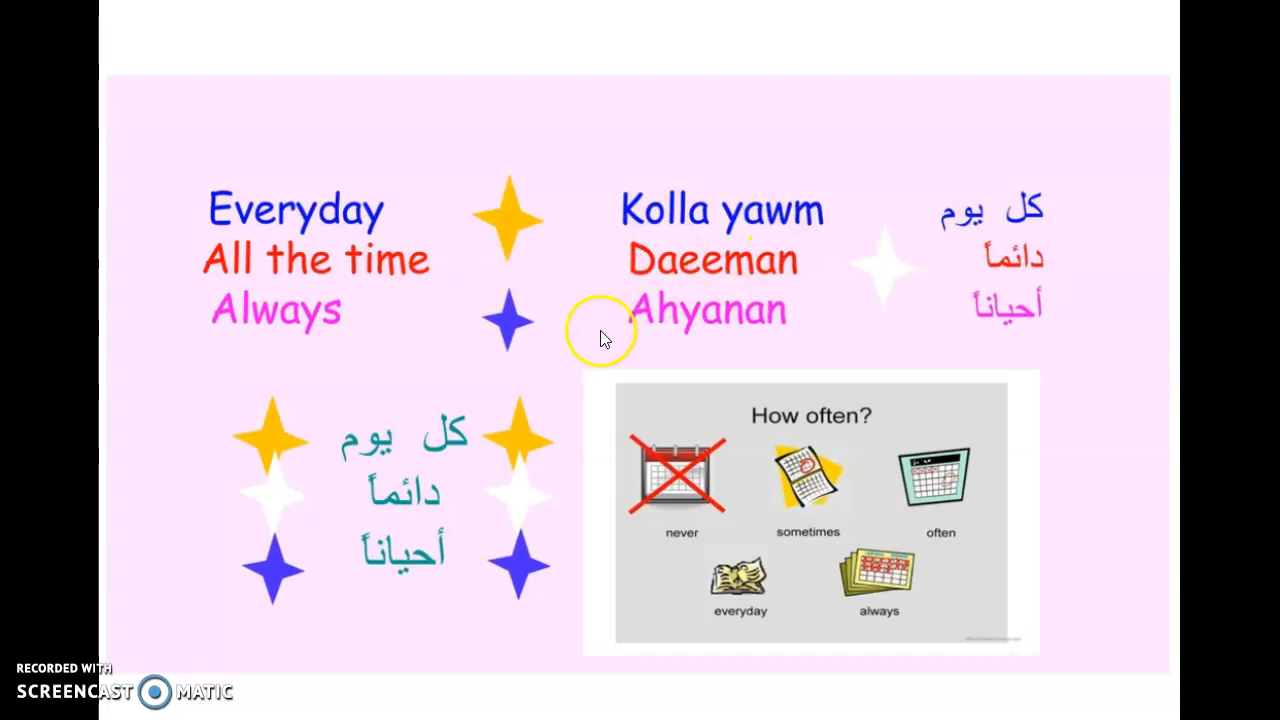 Everyday
All the time
Always
Kolla yawm
Daeeman
Ahyanan
كل يوم
دائماً
أحياناً
كل يوم
دائماً
أحياناً
How often?
never
sometimes
often
everyday
always
RECORDED WITH
SCREENCAST MATIC